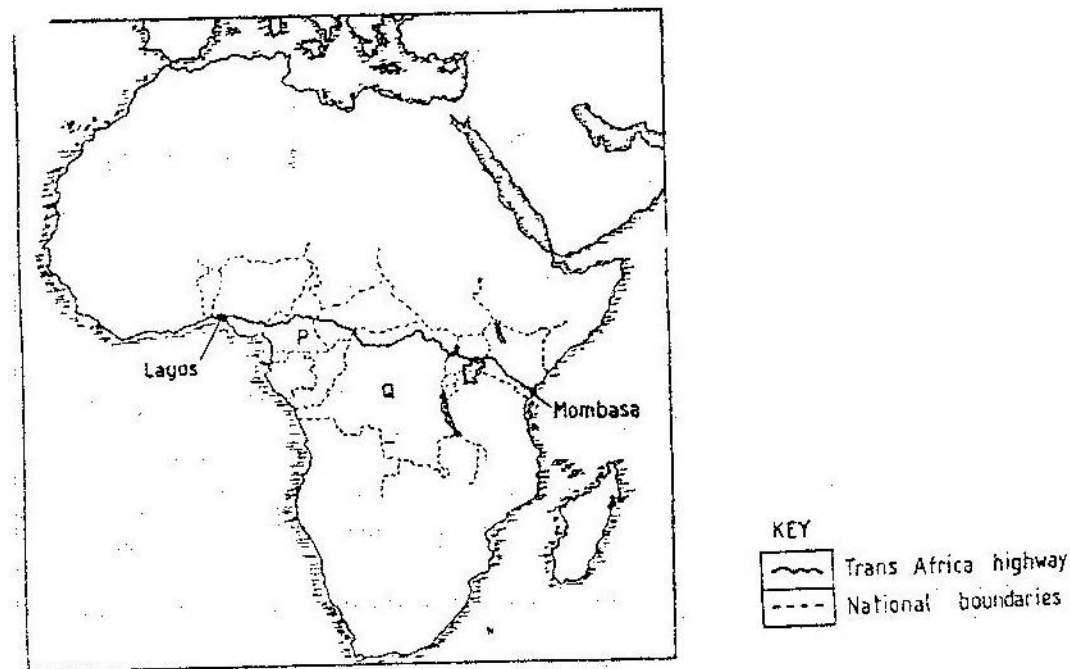 P
Lagos
Q
Mombasa
KEY
Trans Africa highway
National boundaries